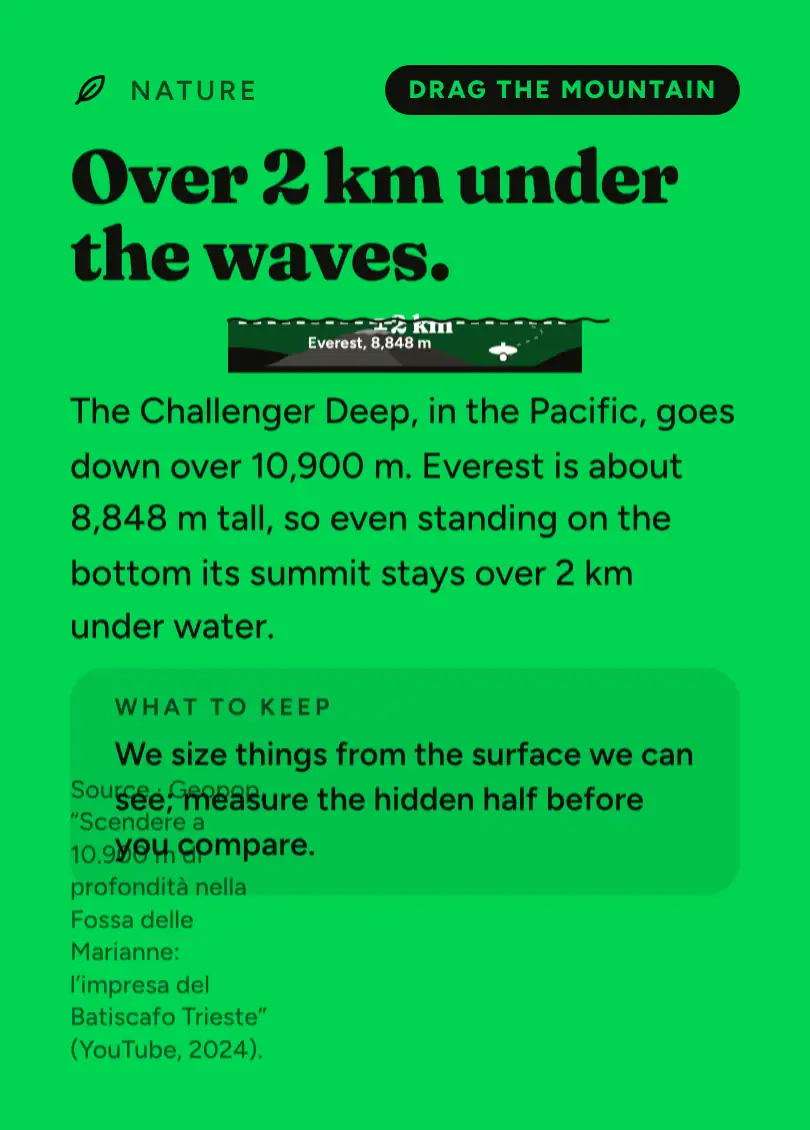 NATURE
DRAG THE MOUNTAIN
Over 2 km under
the waves.
2 km
Everest, 8,848 m
The Challenger Deep, in the Pacific, goes
down over 10,900 m. Everest is about
8,848 m tall, so even standing on the
bottom its summit stays over 2 km
under water.
WHAT TO KEEP
We size things from the surface we can
see; measure the hidden half before
you compare.
Source · Geopop,
“Scendere a
10.900 m di
profondità nella
Fossa delle
Marianne:
l’impresa del
Batiscafo Trieste”
(YouTube, 2024).